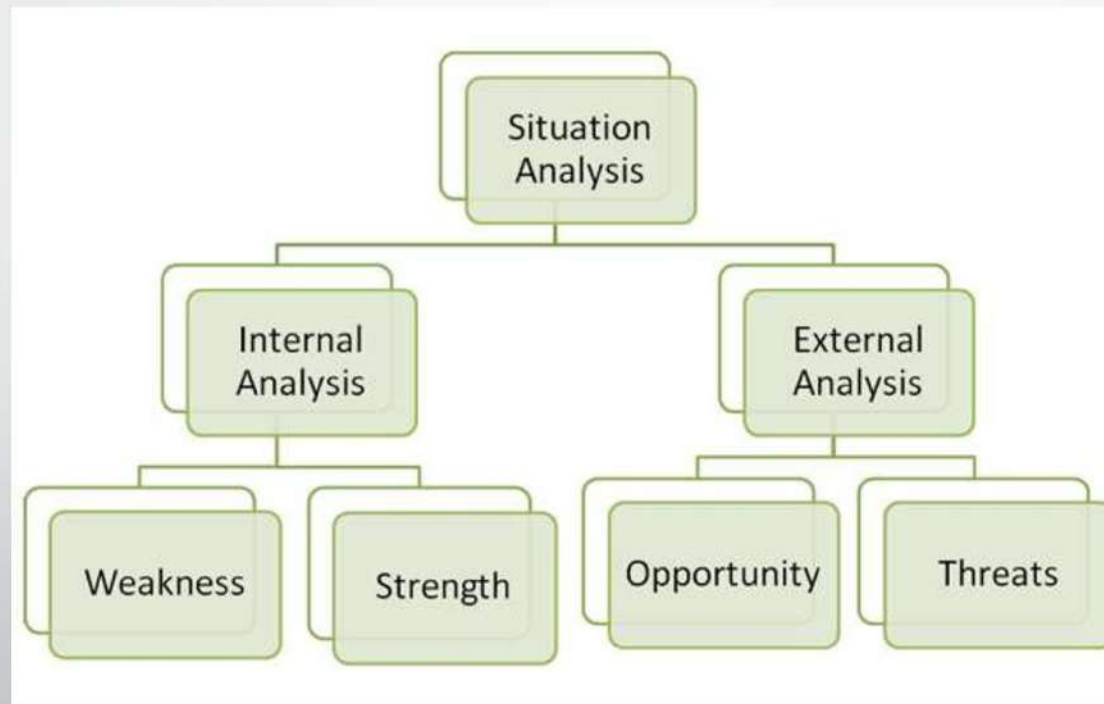 Situation
Analysis
Internal
Analysis
External
Analysis
Weakness
Strength
Opportunity
Threats